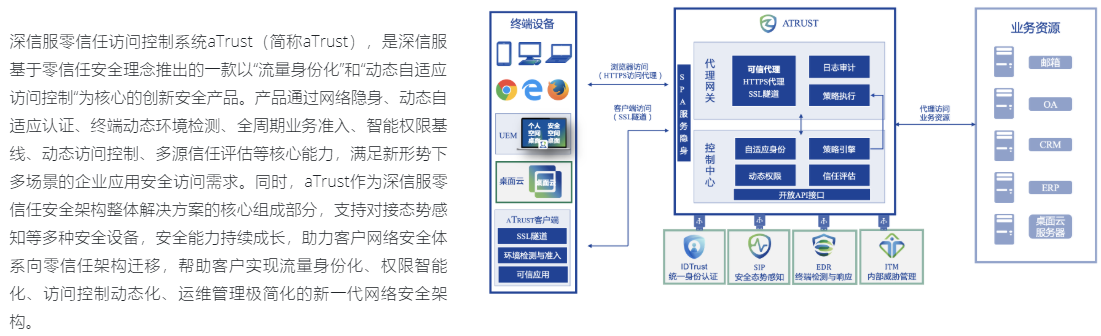 深信服零信任访问控制系统aTrust（简称aTrust），是深信服
基于零信任安全理念推出的一款以“流量身份化”和“动态自适应
访问控制“为核心的创新安全产品。产品通过网络隐身、动态自
适应认证、终端动态环境检测、全周期业务准入、智能权限基
线、动态访问控制、多源信任评估等核心能力，满足新形势下
多场景的企业应用安全访问需求。同时，aTrust作为深信服零
信任安全架构整体解决方案的核心组成部分，支持对接态势感
知等多种安全设备，安全能力持续成长，助力客户网络安全体
系向零信任架构迁移，帮助客户实现流量身份化、权限智能
化、访问控制动态化、运维管理极简化的新一代网络安全架
构。
终端设备
UEM
个人 安全
空间 空间
桌面 桌面
桌面云
桌面云
ATRUST客户端
SSL隧道
环境检测与准入
可信应用
浏览器访问
（HTTPS访问代理）
客户端访问
（SSL隧道）
ATRUST
SPA服务隐身
代理网关
可信代理
HTTPS代理
SSL隧道
日志审计
策略执行
控制中心
自适应身份
策略引擎
动态权限
信任评估
开放API接口
IDTrust
统一身份认证
SIP
安全态势感知
EDR
终端检测与响应
ITM
内部威胁管理
代理访问
业务资源
业务资源
邮箱
OA
CRM
ERP
桌面云
服务器